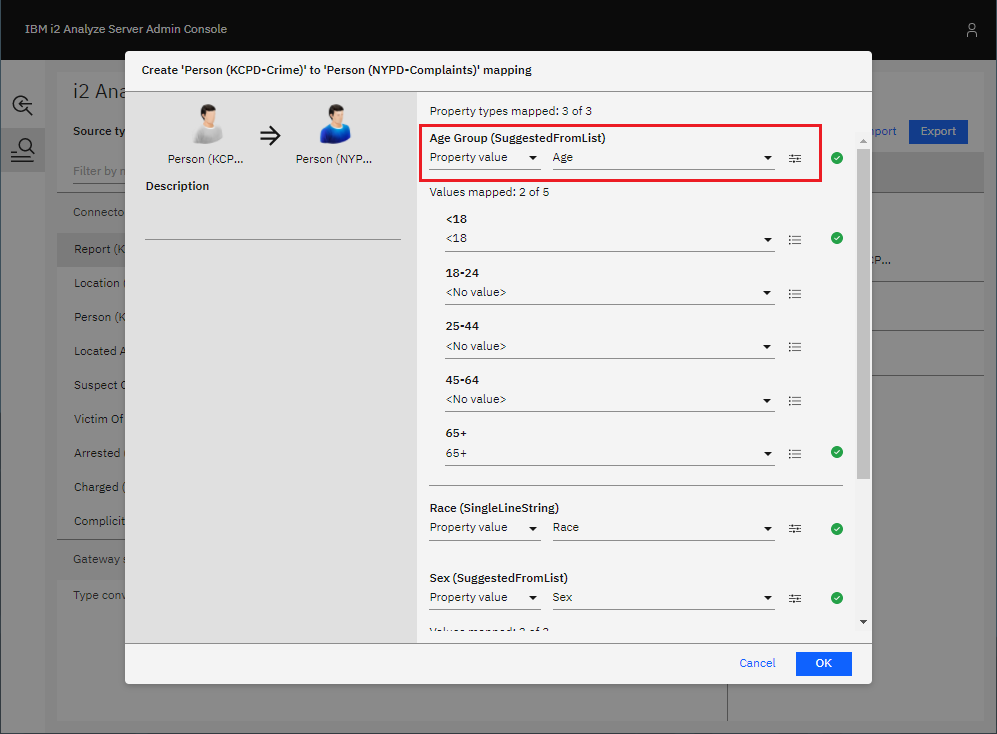 IBM i2 Analyze Server Admin Console
Create 'Person (KCPD-Crime)' to 'Person (NYPD-Complaints)' mapping
i2 Ana
Source ty
port
Export
Filter by n
Connecto
Report (K
Location
Person (K
Located A
Suspect C
Victim Of
Arrested
Charged (
Complicit
Gateway s
Type conv
CP...
Person (KCP...
Person (NYP...
Description
Property types mapped: 3 of 3
Age Group (SuggestedFromList)
Property value
Age
Values mapped: 2 of 5
<18
<18
18-24
<No value>
25-44
<No value>
45-64
<No value>
65+
65+
Race (SingleLineString)
Property value
Race
Sex (SuggestedFromList)
Property value
Sex
Values mapped:
Cancel
OK